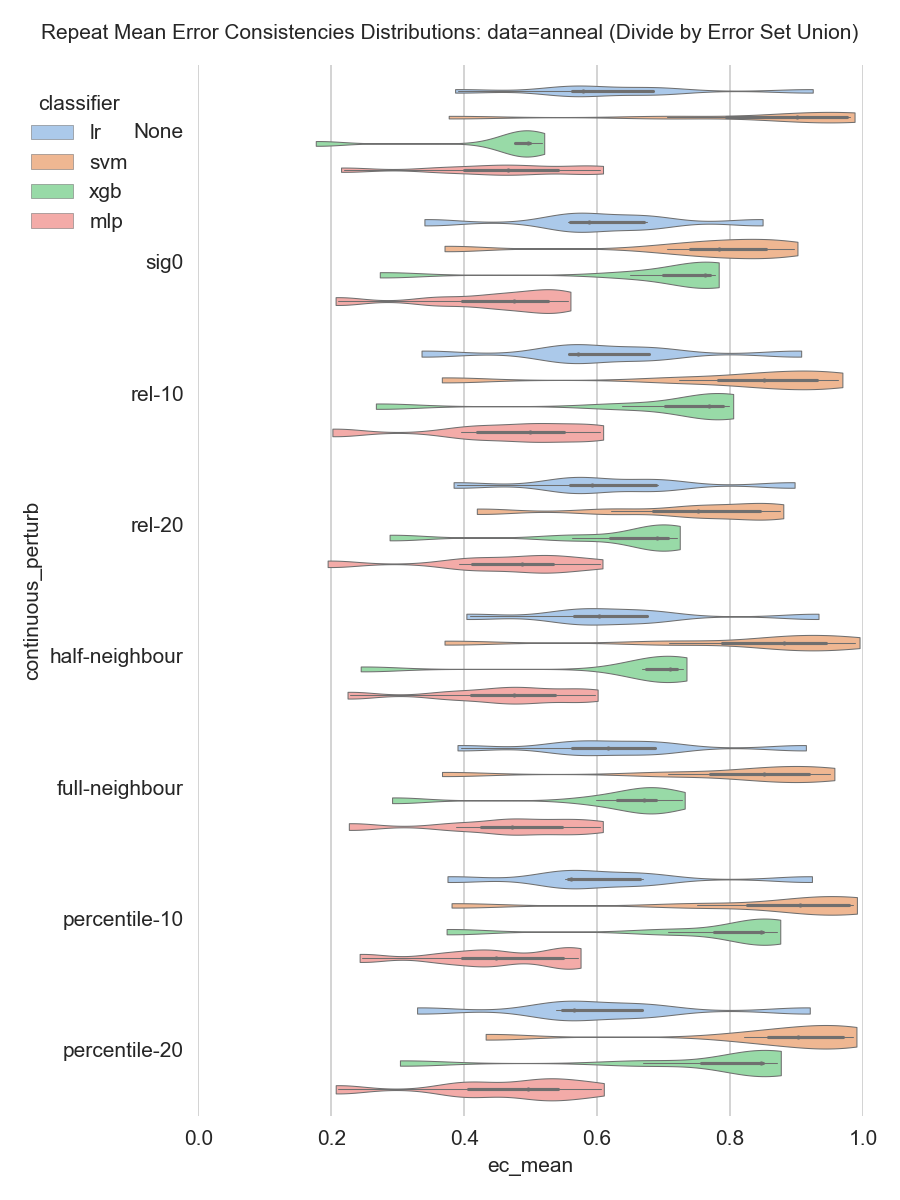 Repeat Mean Error Consistencies Distributions: data=anneal (Divide by Error Set Union)
classifier
lr
svm
xgb
mlp
continuous_perturb
None
sig0
rel-10
rel-20
half-neighbour
full-neighbour
percentile-10
percentile-20
0.0 0.2 0.4 0.6 0.8 1.0
ec_mean